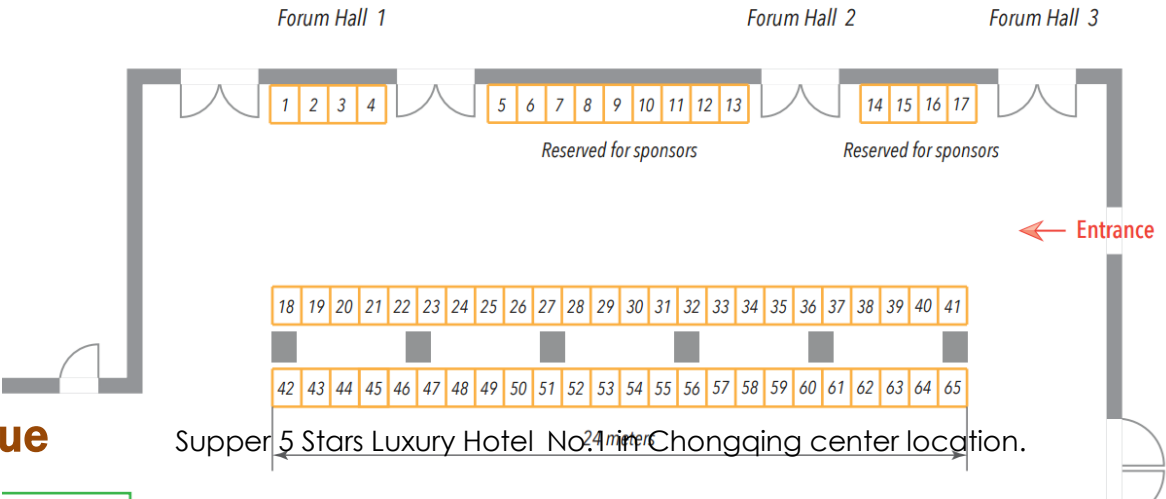 Forum Hall 1 Forum Hall 2 Forum Hall 3
1 2 3 4 5 6 7 8 9 10 11 12 13 14 15 16 17
Reserved for sponsors Reserved for sponsors
Entrance
18 19 20 21 22 23 24 25 26 27 28 29 30 31 32 33 34 35 36 37 38 39 40 41
42 43 44 45 46 47 48 49 50 51 52 53 54 55 56 57 58 59 60 61 62 63 64 65
ue
Supper 5 Stars Luxury Hotel No.1 in Chongqing center location.
24 meters